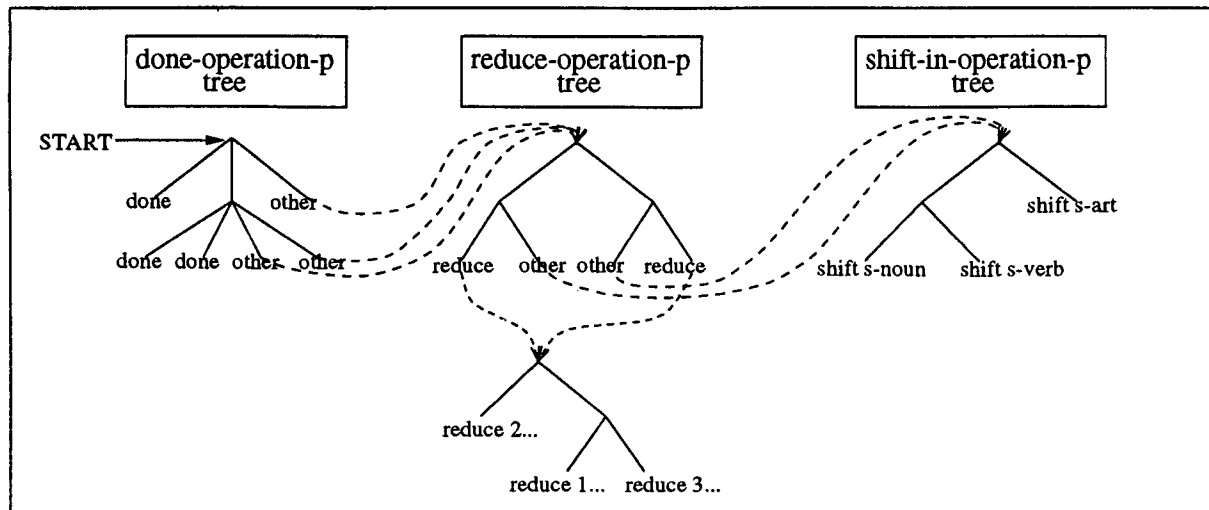 done-operation-p
tree
reduce-operation-p
tree
shift-in-operation-p
tree
START
done
other
shift s-art
done done other other
reduce other other reduce
shift s-noun shift s-verb
reduce 2...
reduce 1... reduce 3...